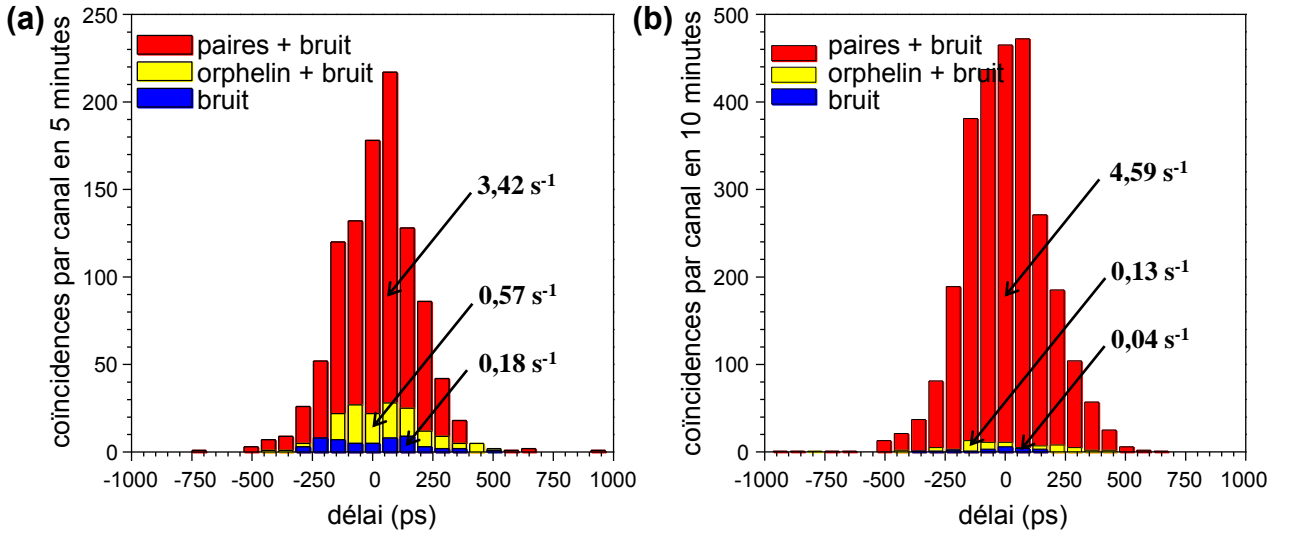 (a)
coïncidences par canal en 5 minutes
250
200
150
100
50
0
paires + bruit
orphelin + bruit
bruit
3,42 s-1
0,57 s-1
0,18 s-1
-1000 -750 -500 -250 0 250 500 750 1000
délai (ps)
(b)
coïncidences par canal en 10 minutes
500
400
300
200
100
0
paires + bruit
orphelin + bruit
bruit
4,59 s-1
0,13 s-1
0,04 s-1
-1000 -750 -500 -250 0 250 500 750 1000
délai (ps)